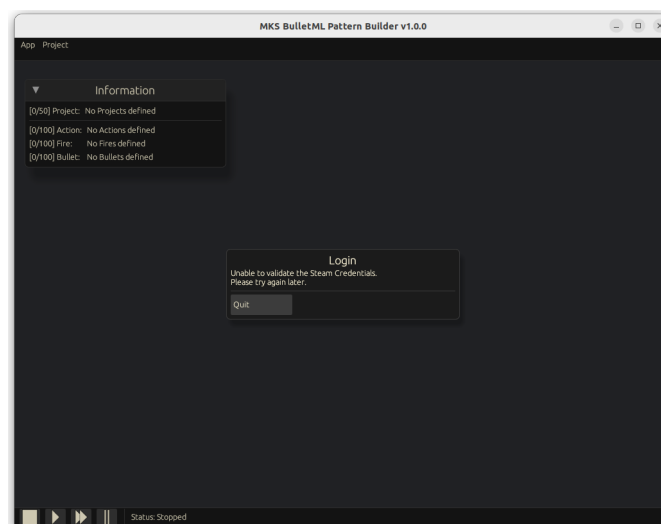 MKS BulletML Pattern Builder v1.0.0
App Project
Information
[0/50] Project: No Projects defined
[0/100] Action: No Actions defined
[0/100] Fire: No Fires defined
[0/100] Bullet: No Bullets defined
Login
Unable to validate the Steam Credentials.
Please try again later.
Quit
Status: Stopped